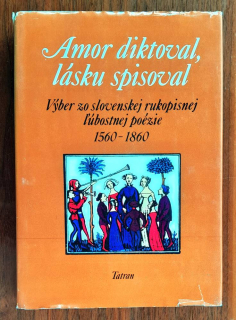 Amor diktoval,
lásku spisoval
Výber zo slovenskej rukopisnej
ľúbostnej poézie
1560–1860
Tatran